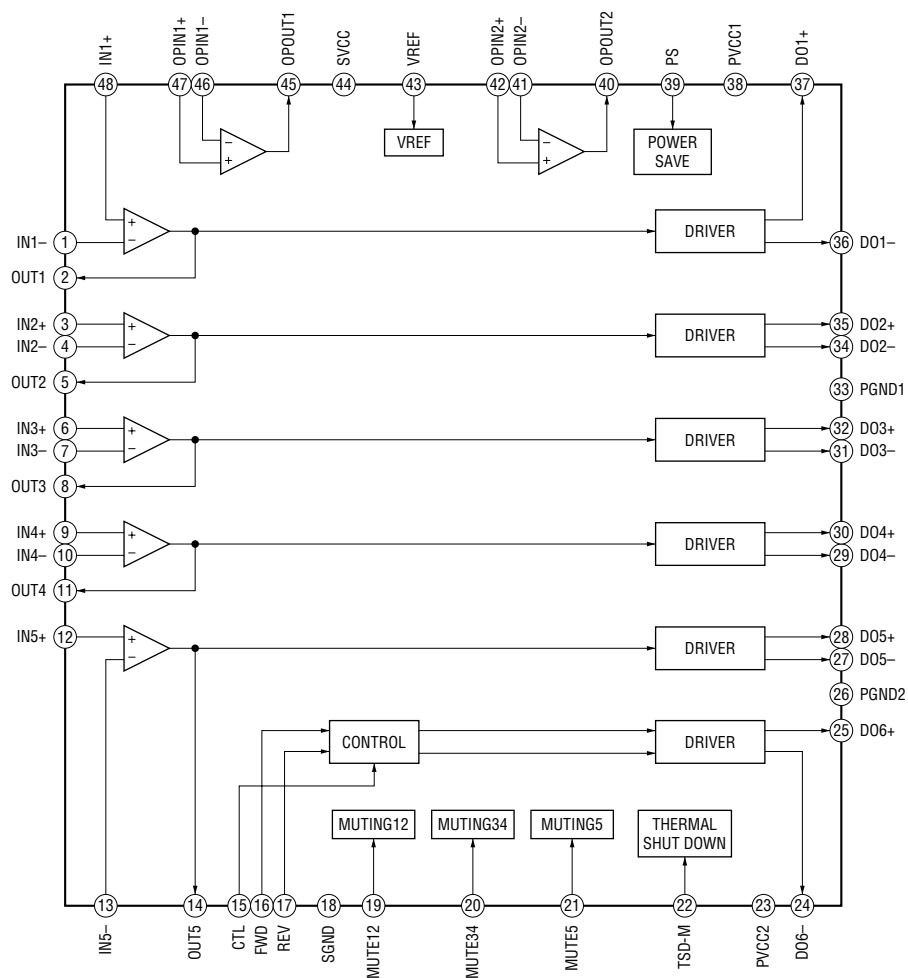 IN1+
OPIN1+
OPIN1–
OPOUT1
SVCC
VREF
OPIN2+
OPIN2–
OPOUT2
PS
PVCC1
DO1+
48
47
46
45
44
43
42
41
40
39
38
37
–
+
VREF
–
+
POWER
SAVE
+
–
DRIVER
IN1–
1
36
DO1–
OUT1
2
IN2+
3
+
–
DRIVER
35
DO2+
IN2–
4
34
DO2–
OUT2
5
33
PGND1
IN3+
6
+
–
DRIVER
32
DO3+
IN3–
7
31
DO3–
OUT3
8
IN4+
9
+
–
DRIVER
30
DO4+
IN4–
10
29
DO4–
OUT4
11
IN5+
12
+
–
DRIVER
28
DO5+
27
DO5–
26
PGND2
CONTROL
DRIVER
25
DO6+
MUTING12
MUTING34
MUTING5
THERMAL
SHUT DOWN
13
14
15
16
17
18
19
20
21
22
23
24
IN5–
OUT5
CTL
FWD
REV
SGND
MUTE12
MUTE34
MUTE5
TSD-M
PVCC2
DO6–